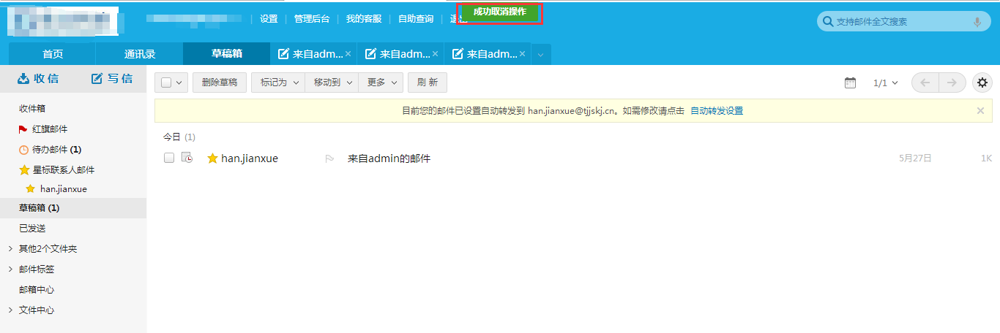 成功取消操作
设置 管理后台 我的客服 自助查询
支持邮件全文搜索
首页 通讯录 草稿箱 来自adm... 来自adm... 来自adm...
收信 写信
删除草稿 标记为 移动到 更多 刷 新 1/1
目前您的邮件已设置自动转发到 han.jianxue@tjjskj.cn。如需修改请点击 自动转发设置
收件箱
红旗邮件
待办邮件 (1)
星标联系人邮件
han.jianxue
草稿箱 (1)
已发送
其他2个文件夹
邮件标签
邮箱中心
文件中心
今日 (1)
han.jianxue 来自admin的邮件 5月27日 1K